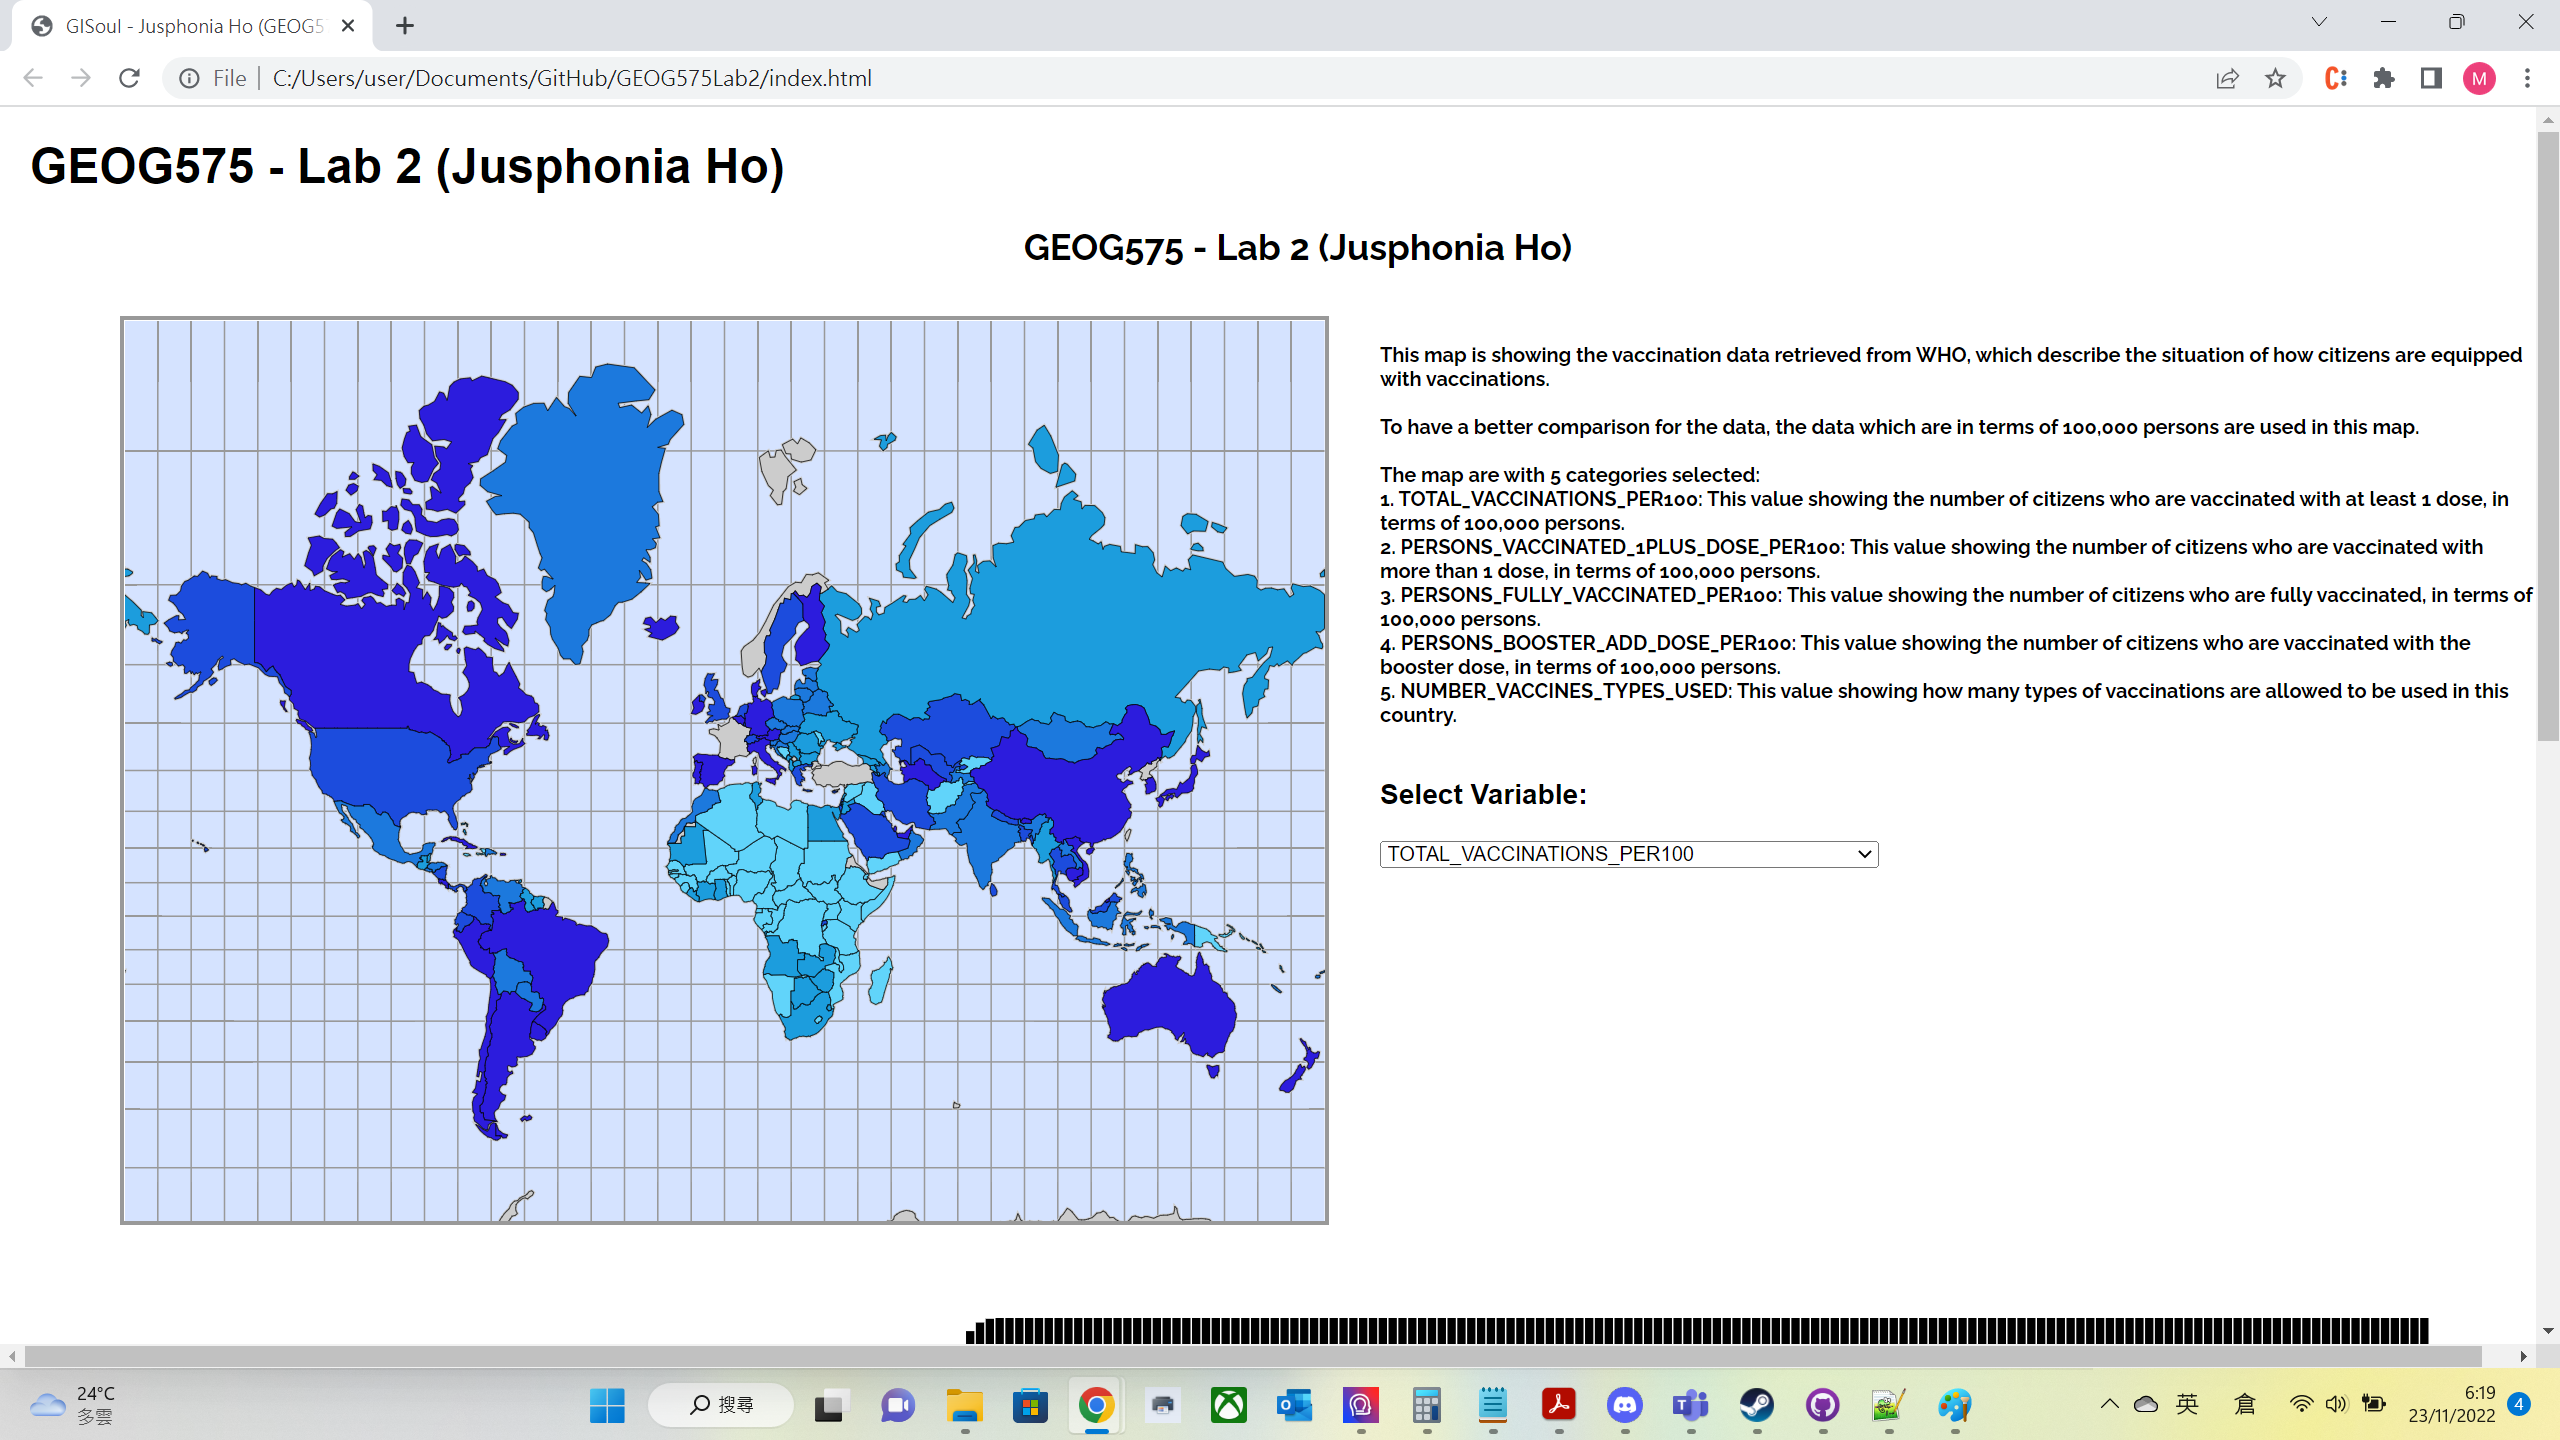 GISoul - Jusphonia Ho (GEOG5
File
C:/Users/user/Documents/GitHub/GEOG575Lab2/index.html
M
GEOG575 - Lab 2 (Jusphonia Ho)
GEOG575 - Lab 2 (Jusphonia Ho)
This map is showing the vaccination data retrieved from WHO, which describe the situation of how citizens are equipped
with vaccinations.
To have a better comparison for the data, the data which are in terms of 100,000 persons are used in this map.
The map are with 5 categories selected:
1. TOTAL_VACCINATIONS_PER100: This value showing the number of citizens who are vaccinated with at least 1 dose, in
terms of 100,000 persons.
2. PERSONS_VACCINATED_1PLUS_DOSE_PER100: This value showing the number of citizens who are vaccinated with
more than 1 dose, in terms of 100,000 persons.
3. PERSONS_FULLY_VACCINATED_PER100: This value showing the number of citizens who are fully vaccinated, in terms of
100,000 persons.
4. PERSONS_BOOSTER_ADD_DOSE_PER100: This value showing the number of citizens who are vaccinated with the
booster dose, in terms of 100,000 persons.
5. NUMBER_VACCINES_TYPES_USED: This value showing how many types of vaccinations are allowed to be used in this
country.
Select Variable:
TOTAL_VACCINATIONS_PER100
24°C
多雲
搜尋
英
倉
6:19
23/11/2022
4